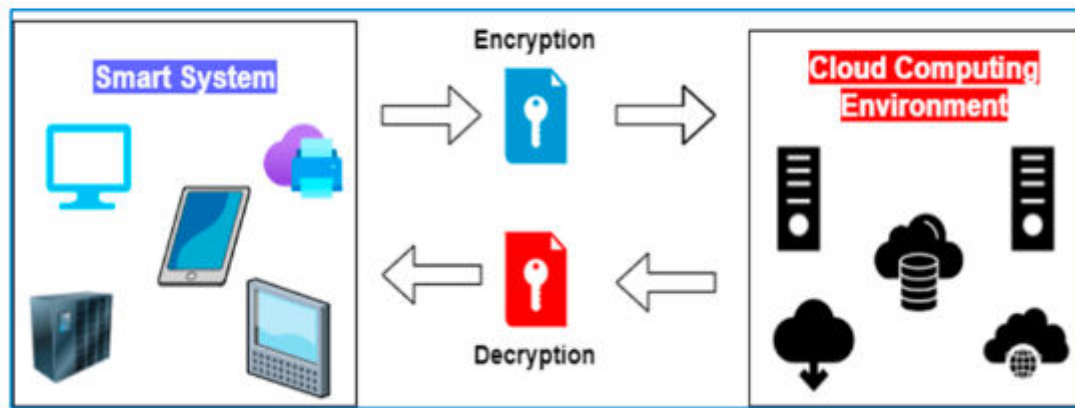 Smart System
Encryption
Cloud Computing
Environment
Decryption